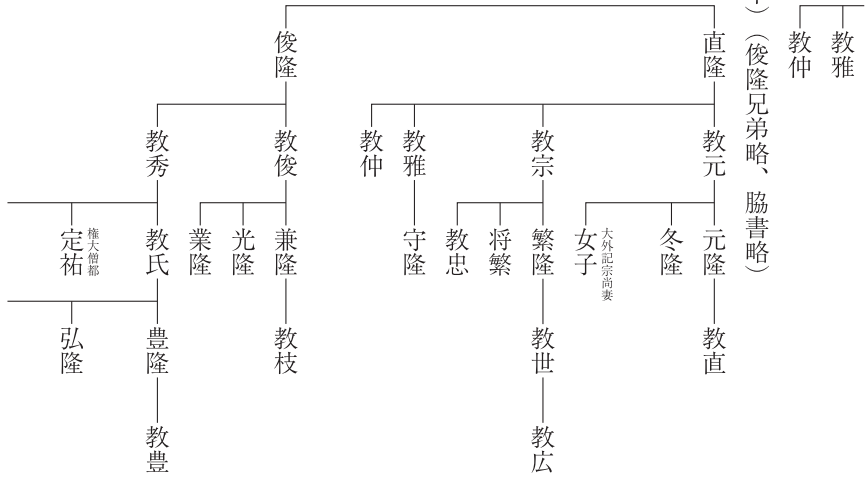 教雅
教仲
）（俊隆兄弟略、脇書略）
直隆
俊隆
教元
教宗
教雅
教仲
教俊
教秀
元隆
冬隆
女子
大外記宗尚妻
繁隆
将繁
教忠
守隆
兼隆
光隆
業隆
教氏
定祐
権大僧都
教直
教世
教枝
豊隆
弘隆
教広
教豊